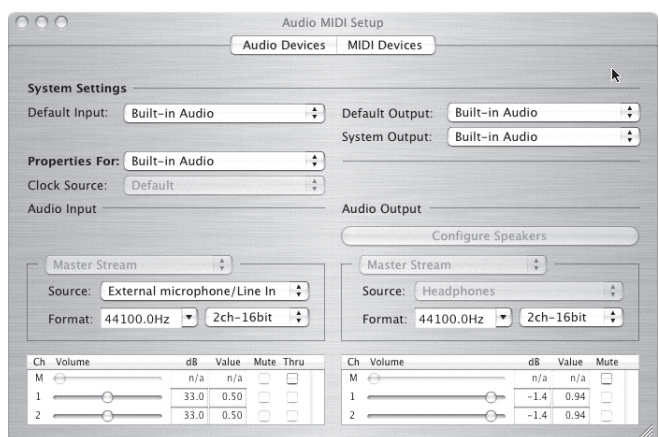 Audio MIDI Setup
Audio Devices MIDI Devices
System Settings
Default Input: Built-in Audio Default Output: Built-in Audio
System Output: Built-in Audio
Properties For: Built-in Audio
Clock Source: Default
Audio Input Audio Output
Configure Speakers
Master Stream Master Stream
Source: External microphone/Line In Source: Headphones
Format: 44100.0Hz 2ch-16bit Format: 44100.0Hz 2ch-16bit
Ch Volume dB Value Mute Thru Ch Volume dB Value Mute
M n/a n/a M n/a n/a
1 33.0 0.50 1 -1.4 0.94
2 33.0 0.50 2 -1.4 0.94